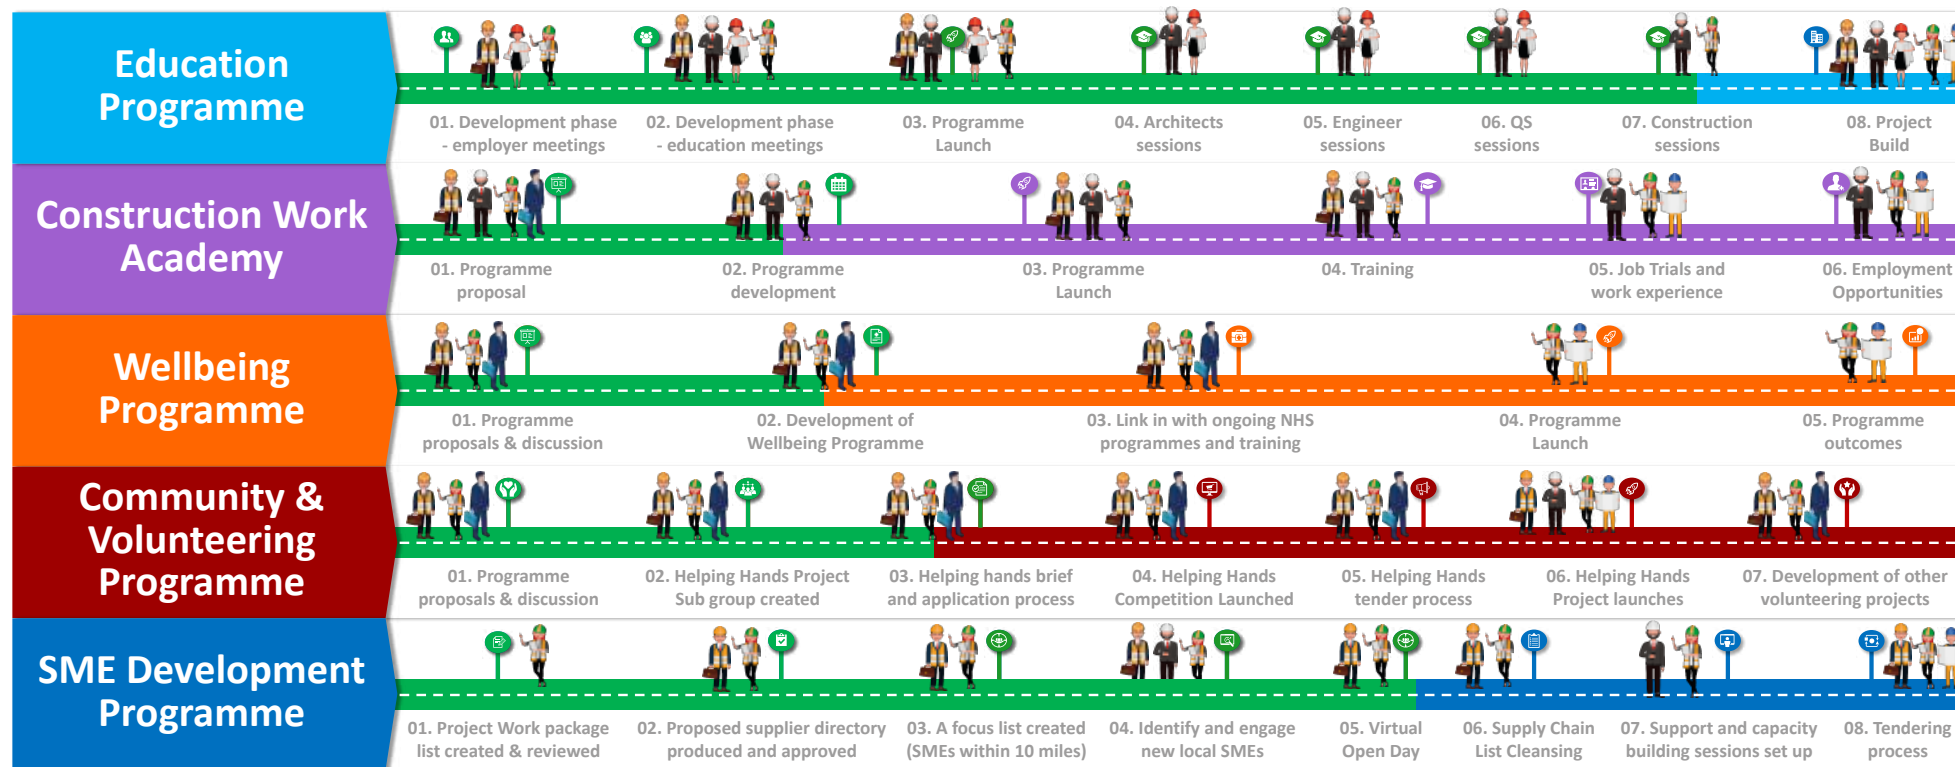 Education
Programme
01. Development phase
- employer meetings
02. Development phase
- education meetings
03. Programme
Launch
04. Architects
sessions
05. Engineer
sessions
06. QS
sessions
07. Construction
sessions
08. Project
Build
Construction Work
Academy
01. Programme
proposal
02. Programme
development
03. Programme
Launch
04. Training
05. Job Trials and
work experience
06. Employment
Opportunities
Wellbeing
Programme
01. Programme
proposals & discussion
02. Development of
Wellbeing Programme
03. Link in with ongoing NHS
programmes and training
04. Programme
Launch
05. Programme
outcomes
Community &
Volunteering
Programme
01. Programme
proposals & discussion
02. Helping Hands Project
Sub group created
03. Helping hands brief
and application process
04. Helping Hands
Competition Launched
05. Helping Hands
tender process
06. Helping Hands
Project launches
07. Development of other
volunteering projects
SME Development
Programme
01. Project Work package
list created & reviewed
02. Proposed supplier directory
produced and approved
03. A focus list created
(SMEs within 10 miles)
04. Identify and engage
new local SMEs
05. Virtual
Open Day
06. Supply Chain
List Cleansing
07. Support and capacity
building sessions set up
08. Tendering
process